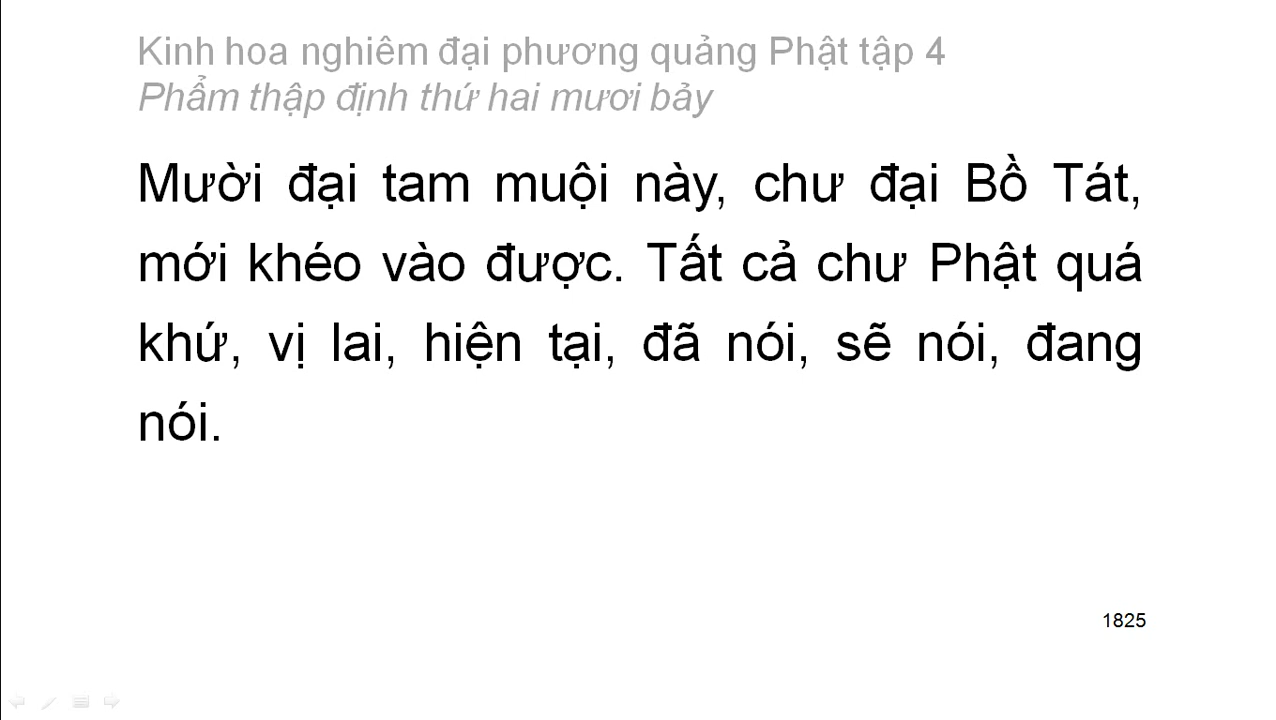 Kinh hoa nghiêm đại phương quảng Phật tập 4
Phẩm thập định thứ hai mươi bảy
Mười đại tam muội này, chư đại Bồ Tát,
mới khéo vào được. Tất cả chư Phật quá
khứ, vị lai, hiện tại, đã nói, sẽ nói, đang
nói.
1825